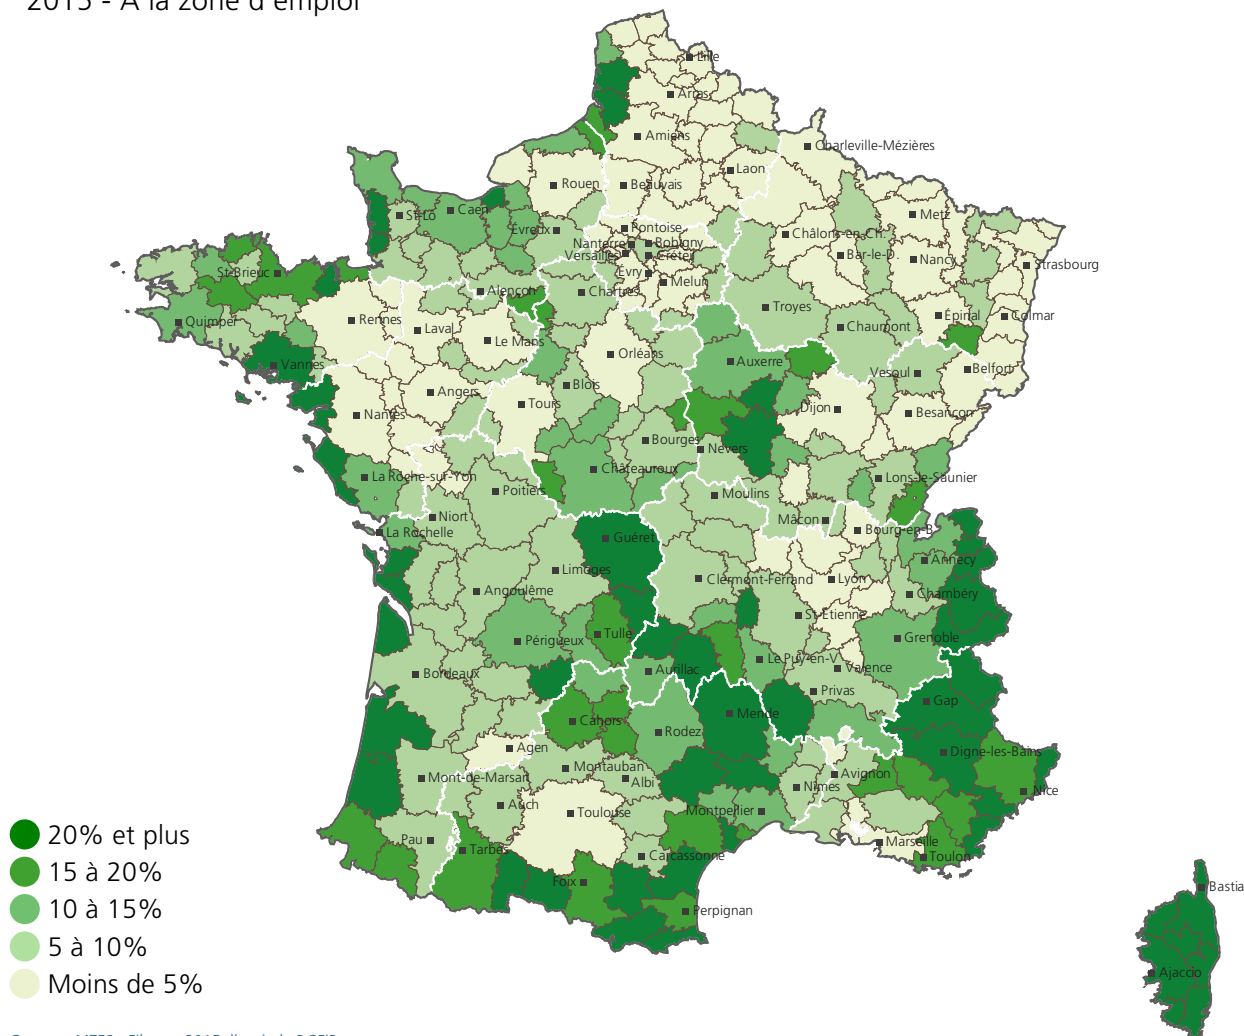 2015 - A la zone d'emploi
Lille
Arras
Amiens
Charleville-Mézières
Laon
Rouen
Beauvais
St-Lo
Caen
Evreux
Pontoise
Nanterre
Bobigny
Versailles
Créteil
Evry
Melun
Châlons-en-Ch.
Metz
Bar-le-D.
Nancy
Strasbourg
St-Brieuc
Alençon
Chartres
Troyes
Quimper
Rennes
Laval
Le Mans
Chaumont
Épinal
Colmar
Orléans
Vannes
Auxerre
Vesoul
Belfort
Angers
Blois
Nantes
Tours
Dijon
Besançon
Bourges
Nevers
La Roche-sur-Yon
Châteauroux
Lons-le-Saunier
Poitiers
Moulins
Niort
Mâcon
La Rochelle
Bourg-en-B.
Guéret
Annecy
Limoges
Clermont-Ferrand
Lyon
Angoulême
Chambéry
St-Etienne
Périgueux
Tulle
Grenoble
Bordeaux
Aurillac
Le Puy-en-V
Valence
Privas
Gap
Cahors
Mende
Rodez
Agen
Digne-les-Bains
Mont-de-Marsan
Montauban
Albi
Avignon
Nîmes
Nice
Auch
Toulouse
Montpellier
20% et plus
Pau
Tarbes
Marseille
Carcassonne
Toulon
15 à 20%
Foix
Bastia
10 à 15%
Perpignan
5 à 10%
Ajaccio
Moins de 5%